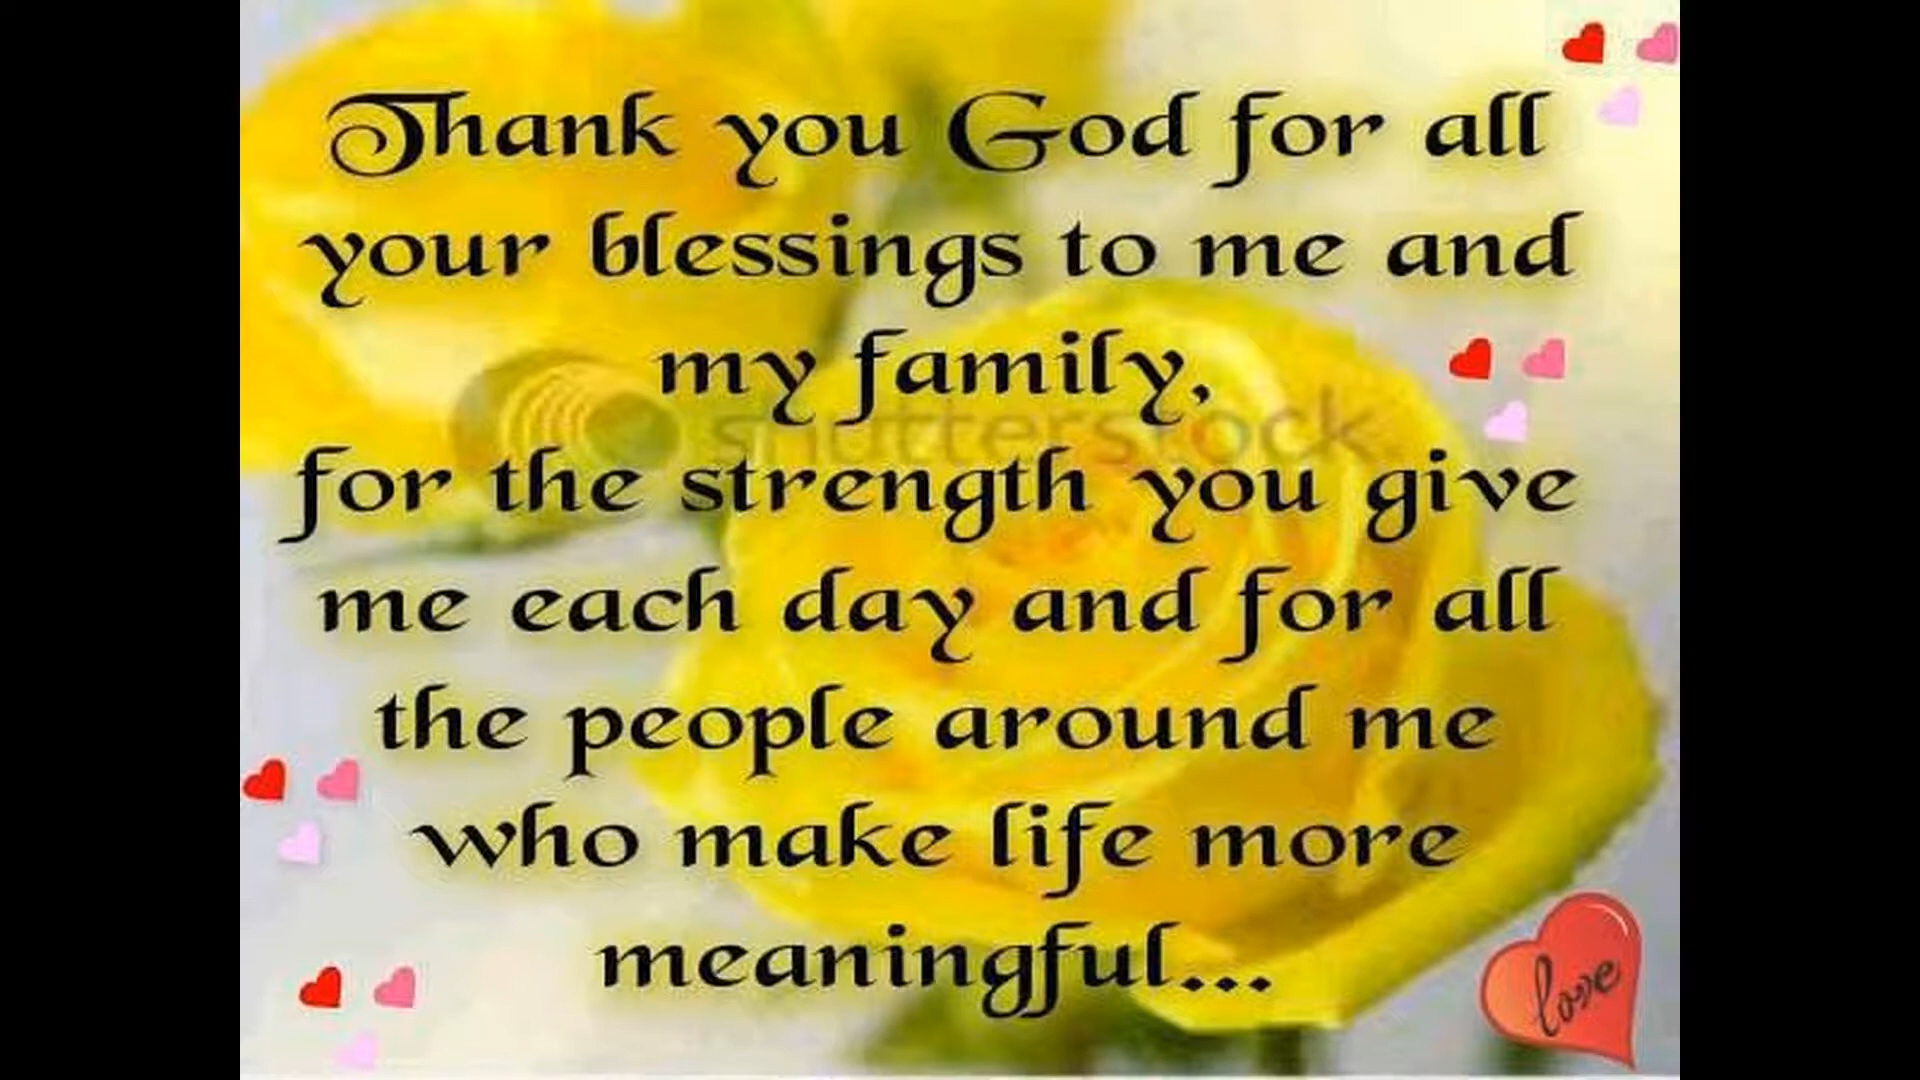 Thank you God for all
your blessings to me and
my family,
shutterstock
for the strength you give
me each day and for all
the people around me
who make life more
meaningful...
love